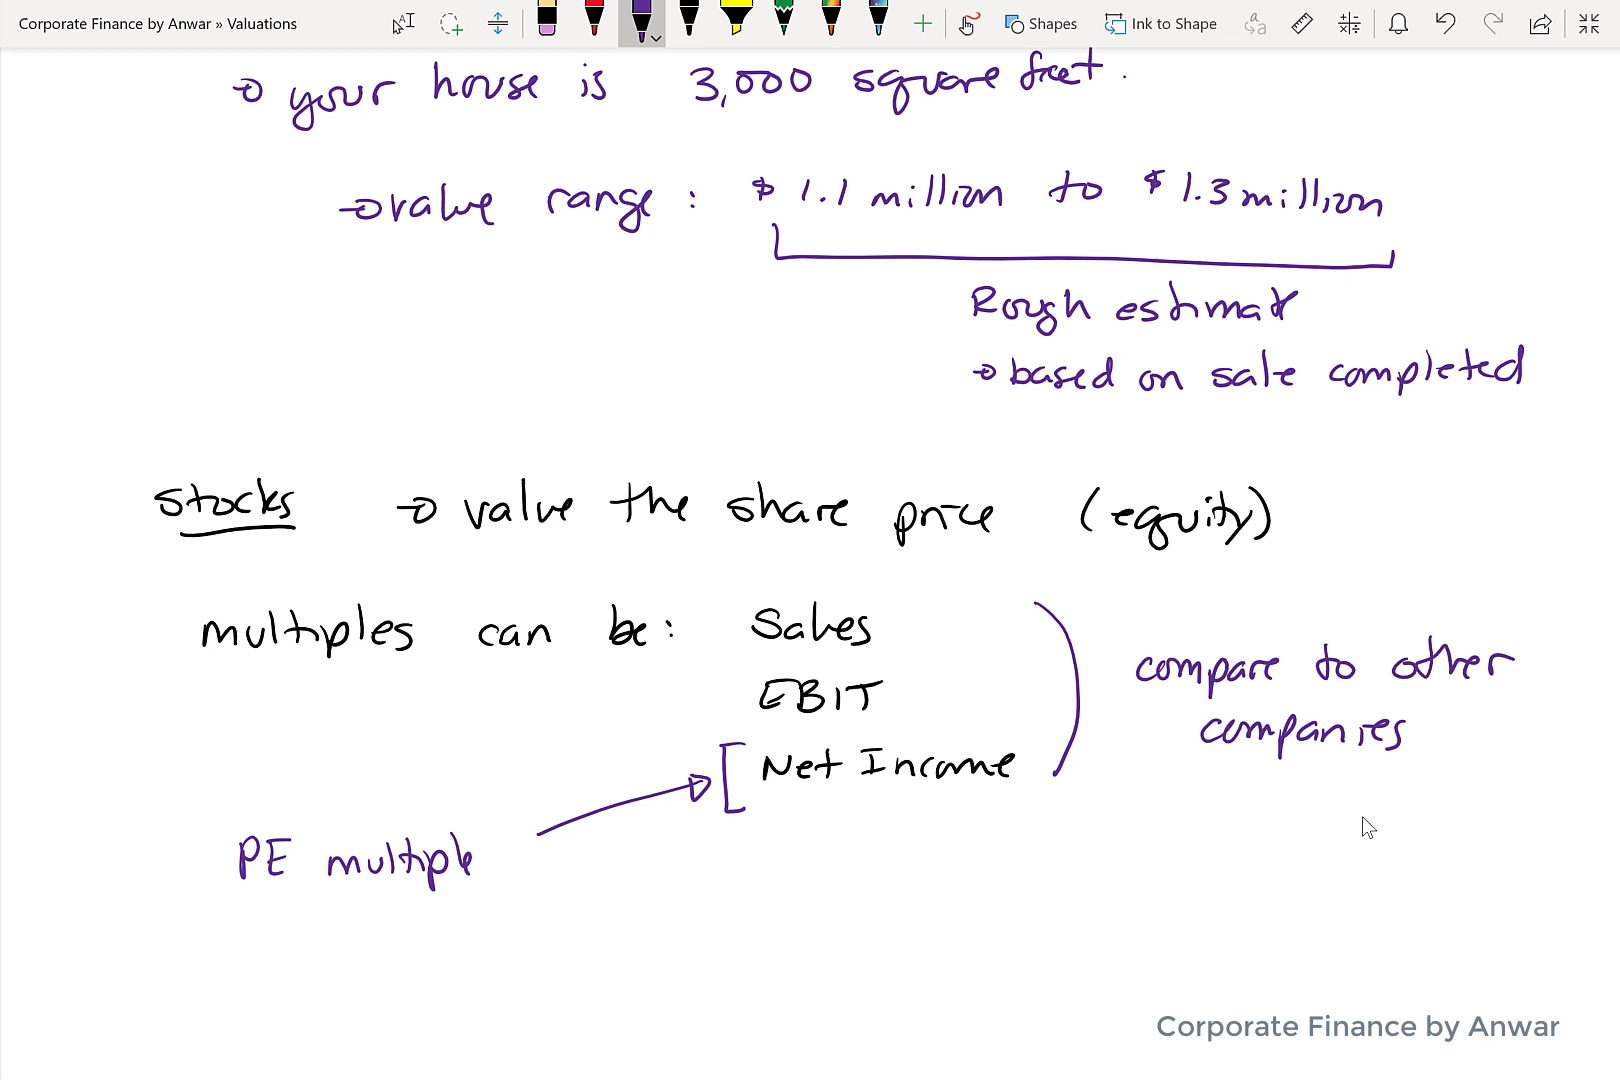 Corporate Finance by Anwar » Valuations
Shapes
Ink to Shape
your house is 3,000 square feet.
value range: $ 1.1 million to $ 1.3 million
Rough estimate
based on sale completed
Stocks → value the share price (equity)
multiples can be: Sales
EBIT
Net Income
compare to other
companies
PE multiple
Corporate Finance by Anwar